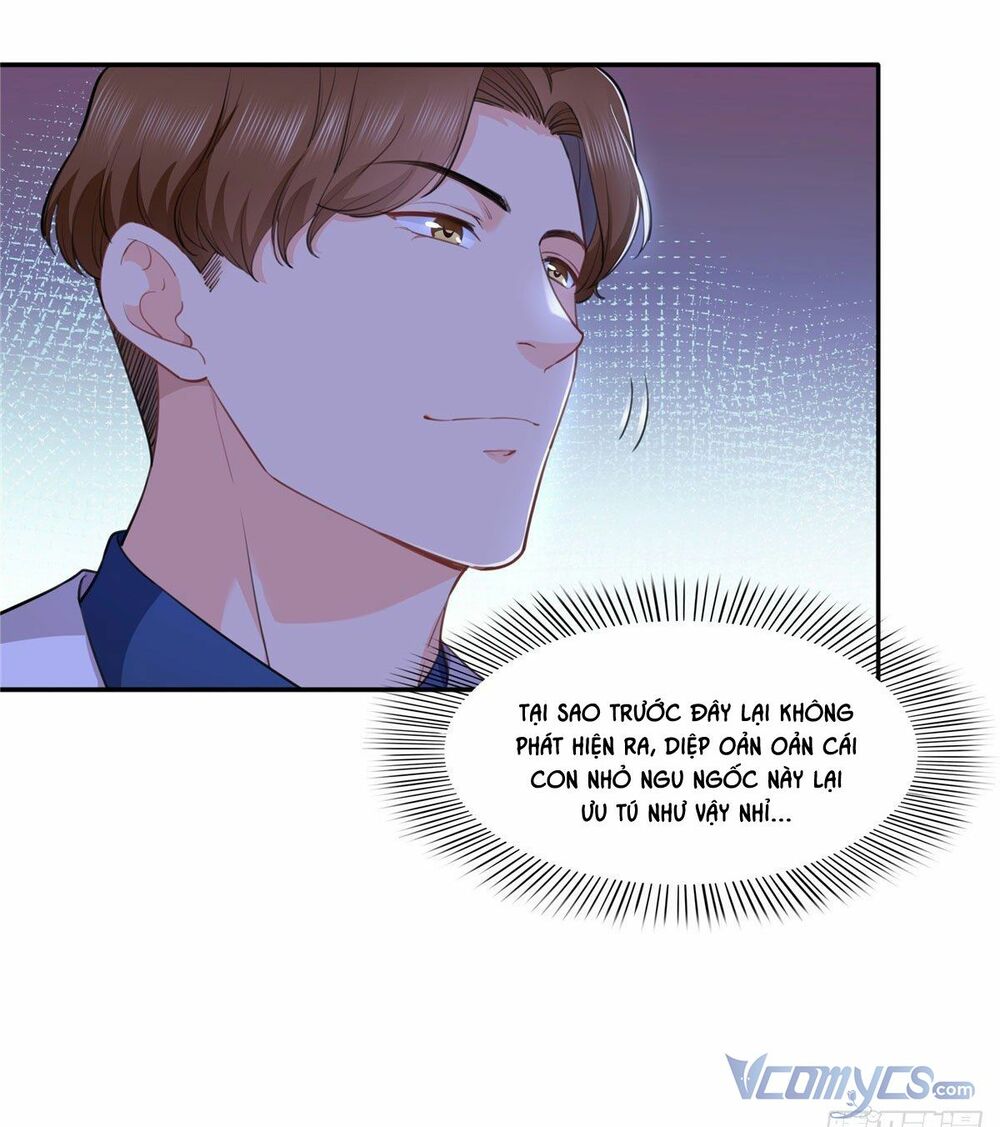 TẠI SAO TRƯỚC ĐÂY LẠI KHÔNG
PHÁT HIỆN RA, DIỆP OẢN OẢN CÁI
CON NHỎ NGU NGỐC NÀY LẠI
ƯU TÚ NHƯ VẬY NHỈ...
VCOMYCS.COM